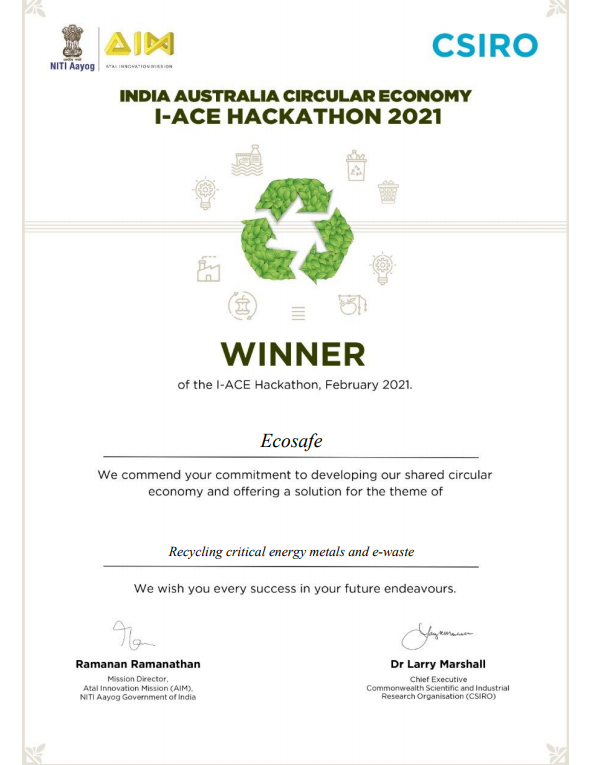 NITI Aayog
AIM
ATAL INNOVATION MISSION
CSIRO
INDIA AUSTRALIA CIRCULAR ECONOMY
I-ACE HACKATHON 2021
WINNER
of the I-ACE Hackathon, February 2021.
Ecosafe
We commend your commitment to developing our shared circular
economy and offering a solution for the theme of
Recycling critical energy metals and e-waste
We wish you every success in your future endeavours.
Ramanan Ramanathan
Mission Director,
Atal Innovation Mission (AIM),
NITI Aayog Government of India
Dr Larry Marshall
Chief Executive
Commonwealth Scientific and Industrial
Research Organisation (CSIRO)